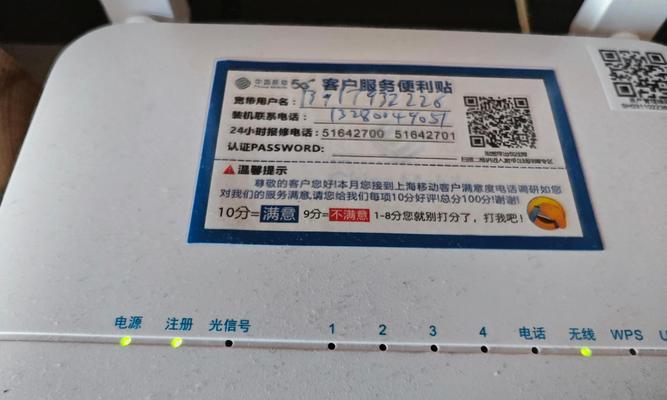 中国移动 China Mobile 5G 客户服务便利贴
宽带用户名：13917932226
装机联系电话：13280049051
24小时报修电话：51642700 51642701
认证PASSWORD:
温馨提示
尊敬的客户您好!本月您接到上海移动客户满意度电话调研如您
对我们的服务满意,请您给我们每项10分好评!总分100分!谢谢!
10分=满意 9分=不满意 1-8分您就别打分了，打我吧！
电源 注册 光信号 1 2 3 4 电话 无线 WPS U